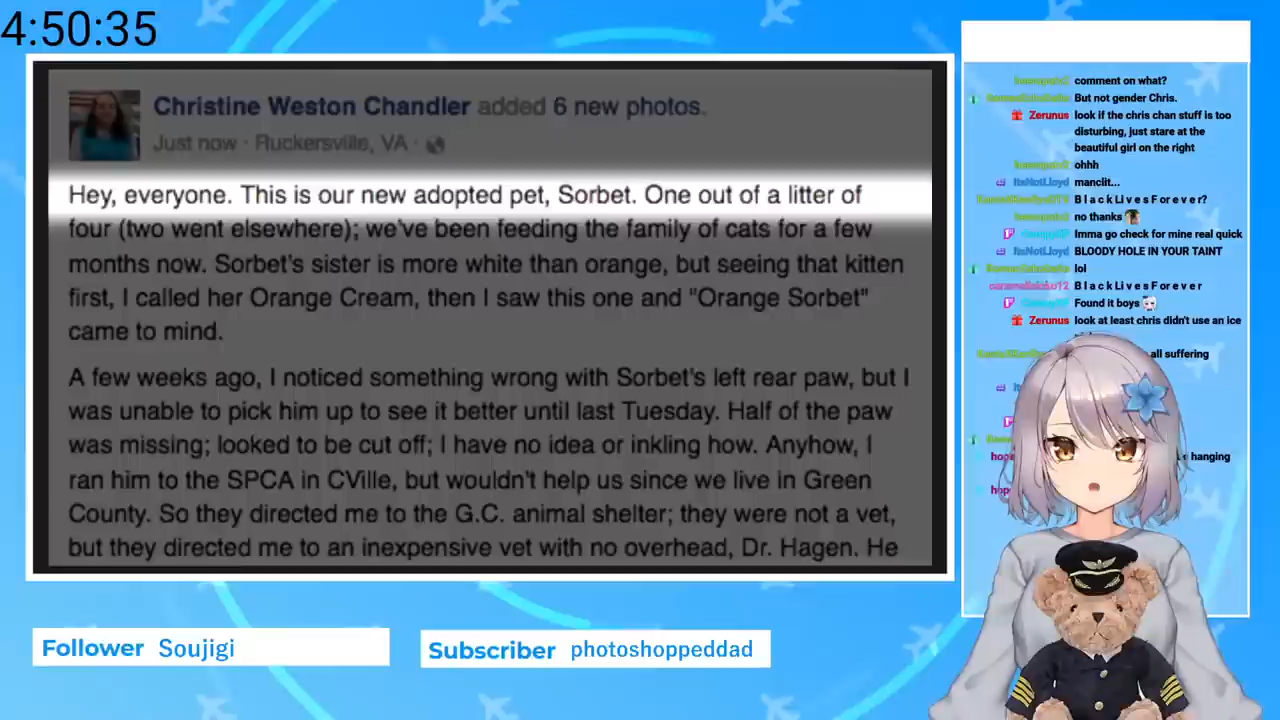 4:50:35
Christine Weston Chandler added 6 new photos.
Just now · Ruckersville, VA ·
Hey, everyone. This is our new adopted pet, Sorbet. One out of a litter of
four (two went elsewhere); we've been feeding the family of cats for a few
months now. Sorbet's sister is more white than orange, but seeing that kitten
first, I called her Orange Cream, then I saw this one and "Orange Sorbet"
came to mind.
A few weeks ago, I noticed something wrong with Sorbet's left rear paw, but I
was unable to pick him up to see it better until last Tuesday. Half of the paw
was missing; looked to be cut off; I have no idea or inkling how. Anyhow, I
ran him to the SPCA in CVille, but wouldn't help us since we live in Green
County. So they directed me to the G.C. animal shelter; they were not a vet,
but they directed me to an inexpensive vet with no overhead, Dr. Hagen. He
comment on what?
But not gender Chris.
Zerunus look if the chris chan stuff is too
disturbing, just stare at the
beautiful girl on the right
ohhh
ItsNotLloyd manciit...
B l a c k L i v e s F o r e v e r ?
no thanks
Imma go check for mine real quick
ItsNotLloyd BLOODY HOLE IN YOUR TAINT
lol
B l a c k L i v e s F o r e v e r
Found it boys
Zerunus look at least chris didn't use an ice
all suffering
hanging
Follower Soujigi
Subscriber photoshoppeddad